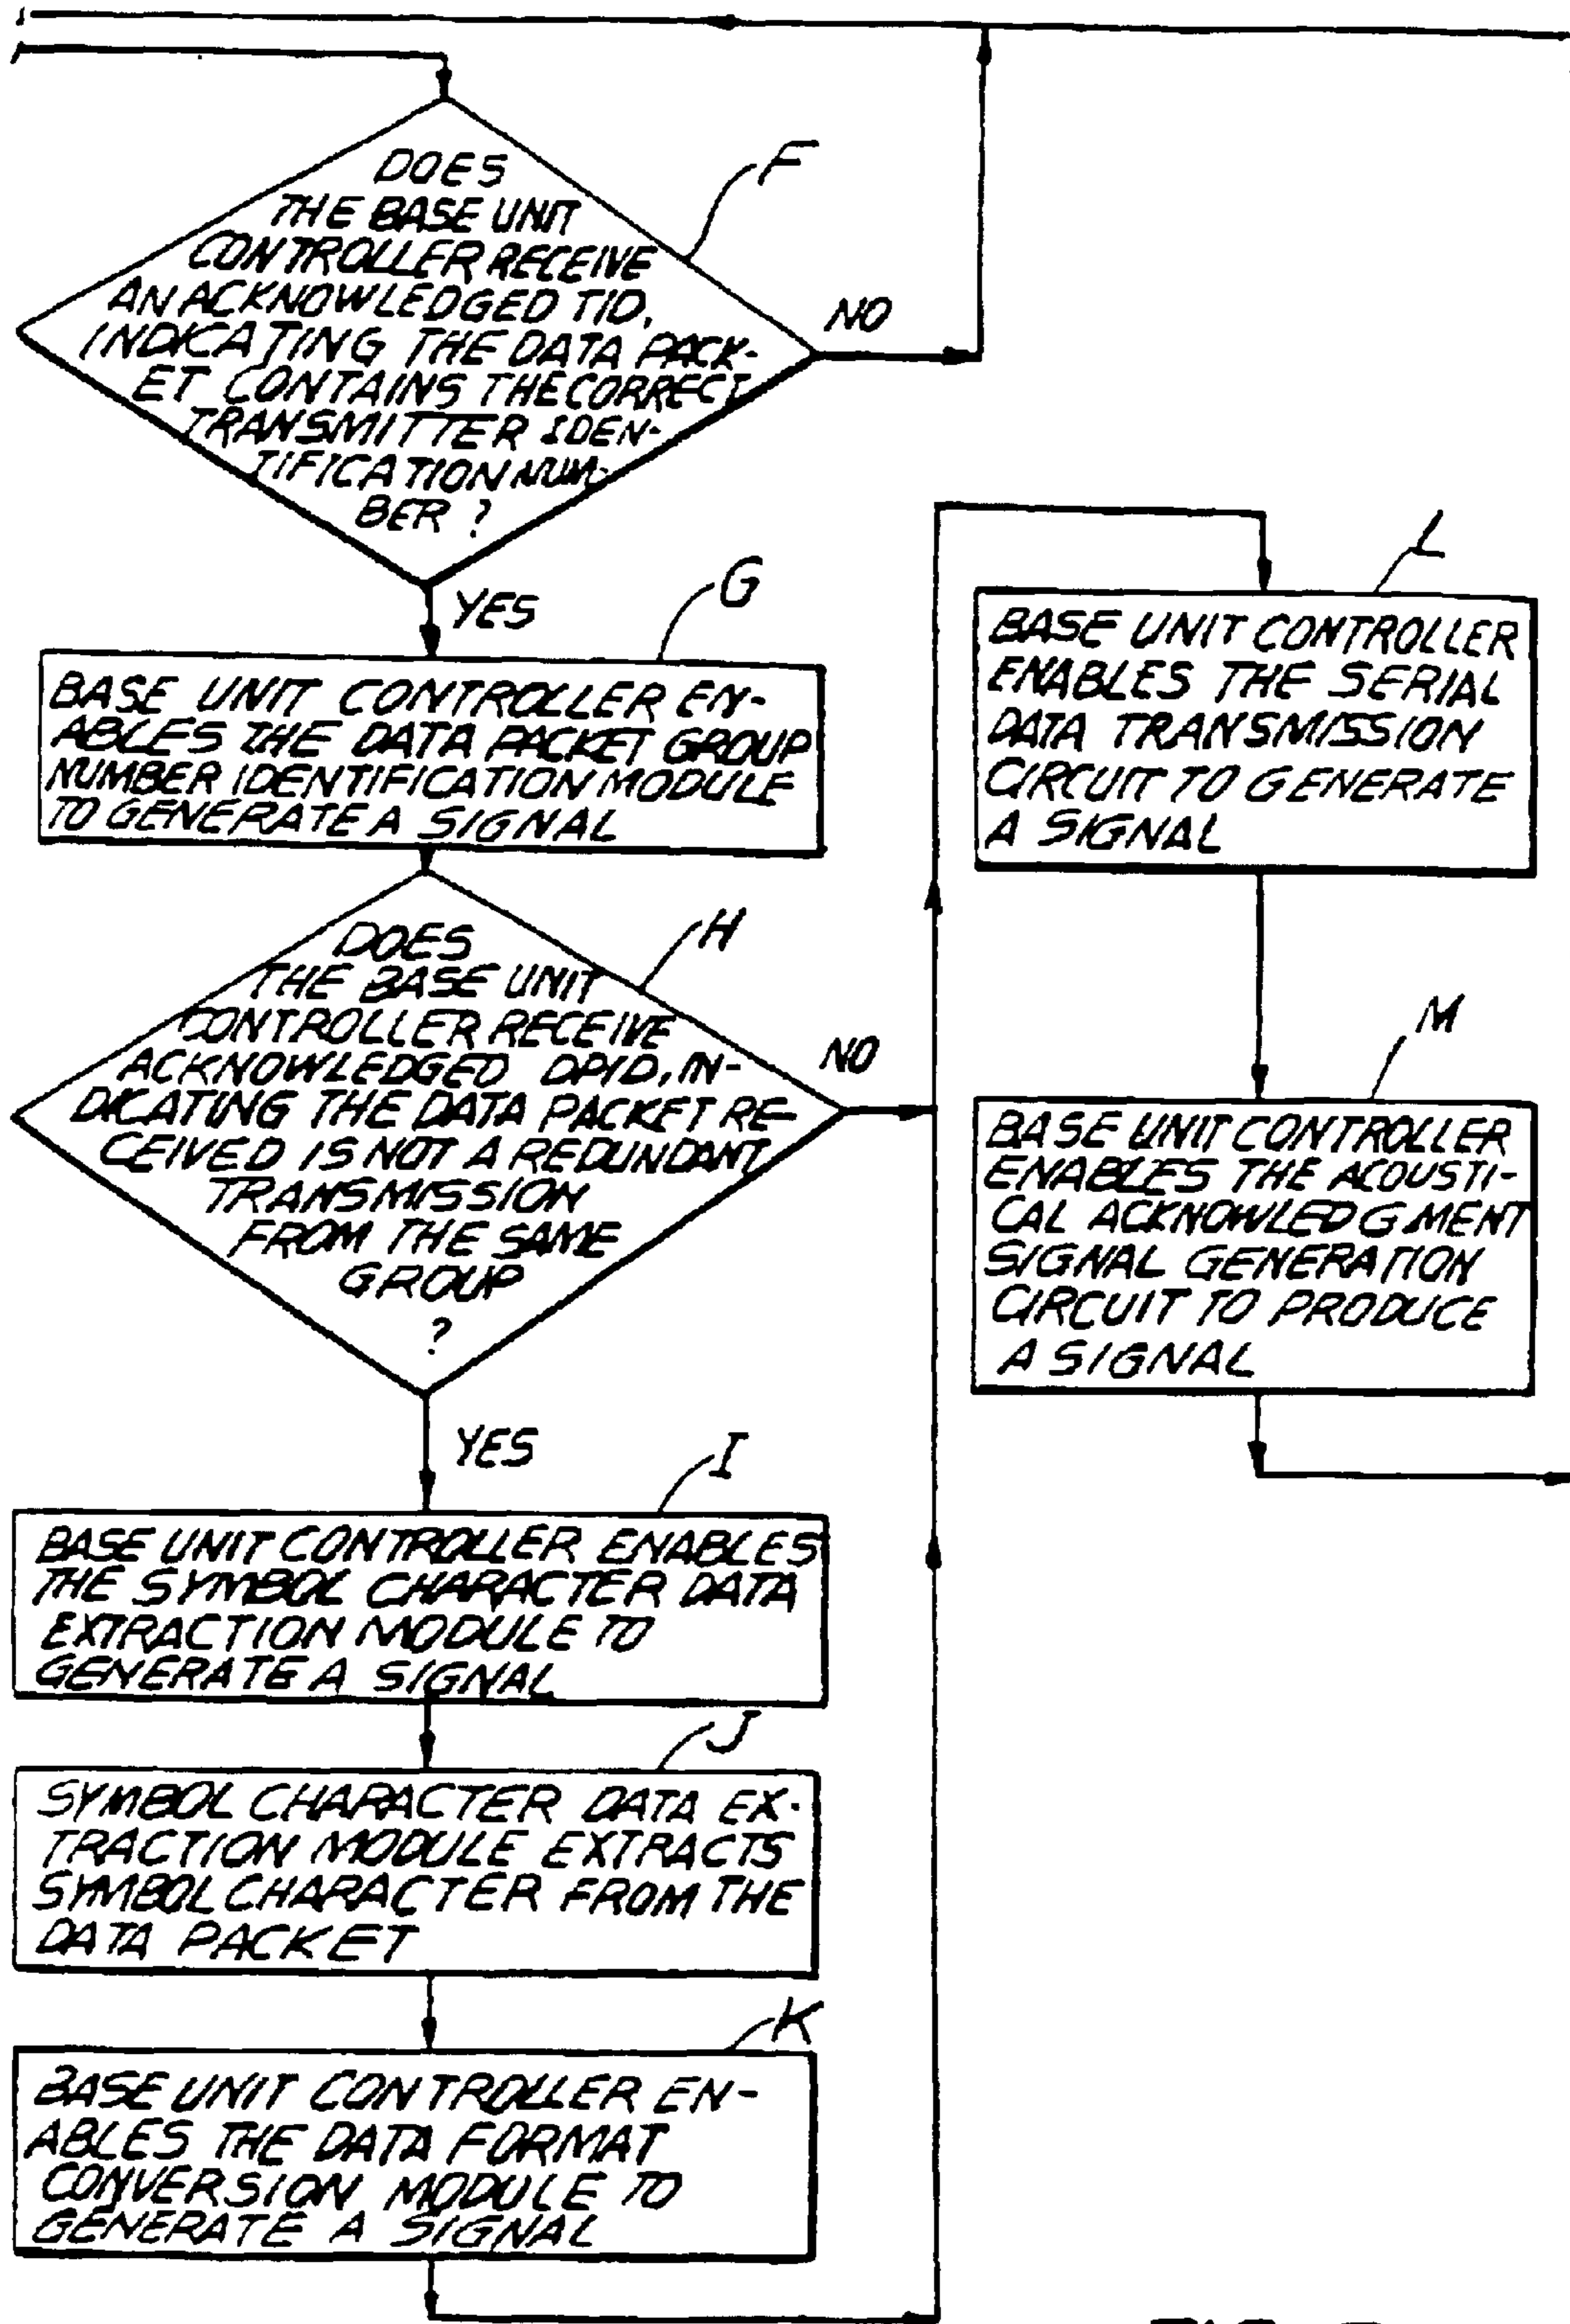 DOES
THE BASE UNIT
CONTROLLER RECEIVE
AN ACKNOWLEDGED TID,
INDICATING THE DATA PACK-
ET CONTAINS THE CORRECT
TRANSMITTER IDEN-
TIFICATION NUM-
BER ?
F
NO
YES
G
BASE UNIT CONTROLLER EN-
ABLES THE DATA PACKET GROUP
NUMBER IDENTIFICATION MODULE
TO GENERATE A SIGNAL
DOES
THE BASE UNIT
CONTROLLER RECEIVE
ACKNOWLEDGED DPID, IN-
DICATING THE DATA PACKET RE-
CEIVED IS NOT A REDUNDANT
TRANSMISSION
FROM THE SAME
GROUP
?
H
NO
YES
I
BASE UNIT CONTROLLER ENABLES
THE SYMBOL CHARACTER DATA
EXTRACTION MODULE TO
GENERATE A SIGNAL
J
SYMBOL CHARACTER DATA EX-
TRACTION MODULE EXTRACTS
SYMBOL CHARACTER FROM THE
DATA PACKET
K
BASE UNIT CONTROLLER EN-
ABLES THE DATA FORMAT
CONVERSION MODULE TO
GENERATE A SIGNAL
L
BASE UNIT CONTROLLER
ENABLES THE SERIAL
DATA TRANSMISSION
CIRCUIT TO GENERATE
A SIGNAL
M
BASE UNIT CONTROLLER
ENABLES THE ACOUSTI-
CAL ACKNOWLEDGMENT
SIGNAL GENERATION
CIRCUIT TO PRODUCE
A SIGNAL